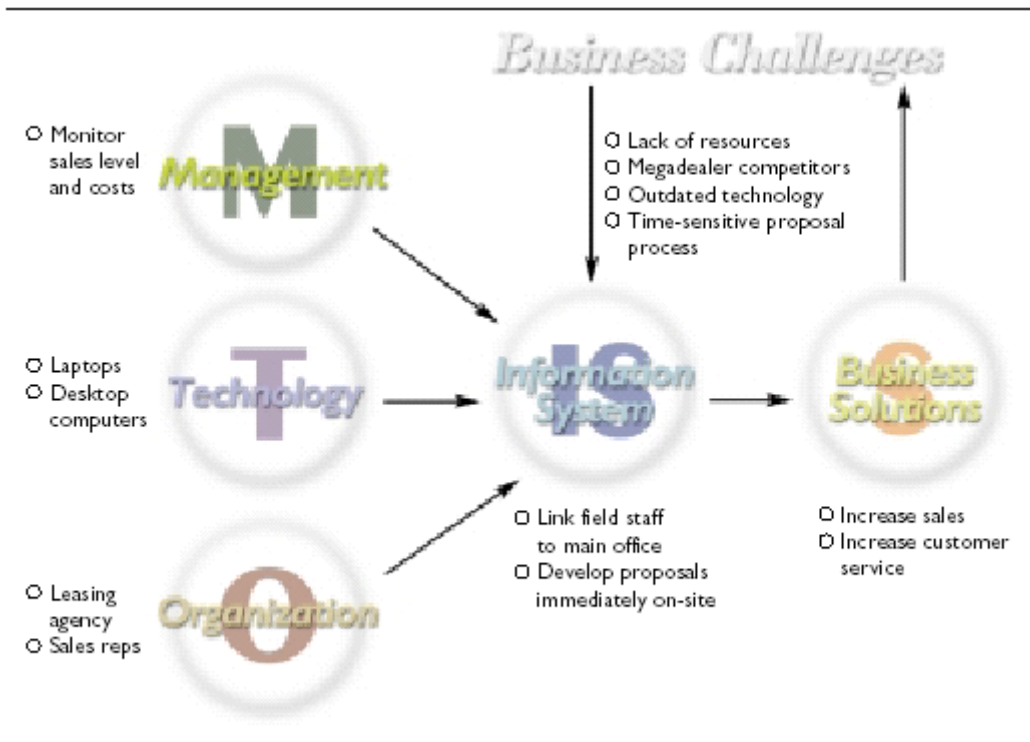 Business Challenges
○ Lack of resources
○ Megadealer competitors
○ Outdated technology
○ Time-sensitive proposal
process
○ Monitor
sales level
and costs
M
Management
○ Laptops
○ Desktop
computers
T
Technology
○ Leasing
agency
○ Sales reps
O
Organization
IS
Information
System
○ Link field staff
to main office
○ Develop proposals
immediately on-site
S
Business
Solutions
○ Increase sales
○ Increase customer
service